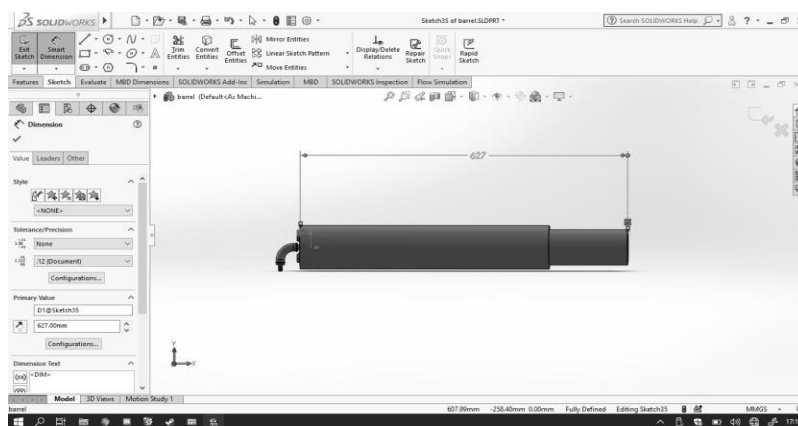 SOLIDWORKS
Sketch35 of barrel.SLDPRT *
Search SOLIDWORKS Help
Exit Sketch
Smart Dimension
Trim Entities
Convert Entities
Offset Entities
Mirror Entities
Linear Sketch Pattern
Move Entities
Display/Delete Relations
Repair Sketch
Quick Snaps
Rapid Sketch
Features Sketch Evaluate MBD Dimensions SOLIDWORKS Add-Ins Simulation MBD SOLIDWORKS Inspection Flow Simulation
barrel (Default<As Machi...
Dimension
Value Leaders Other
Style
<NONE>
Tolerance/Precision
None
.12 (Document)
Configurations...
Primary Value
D1@Sketch35
627.00mm
Configurations...
Dimension Text
<DIM>
627
Y
X
Model 3D Views Motion Study 1
barrel 607.99mm -258.40mm 0.00mm Fully Defined Editing Sketch35 MMGS